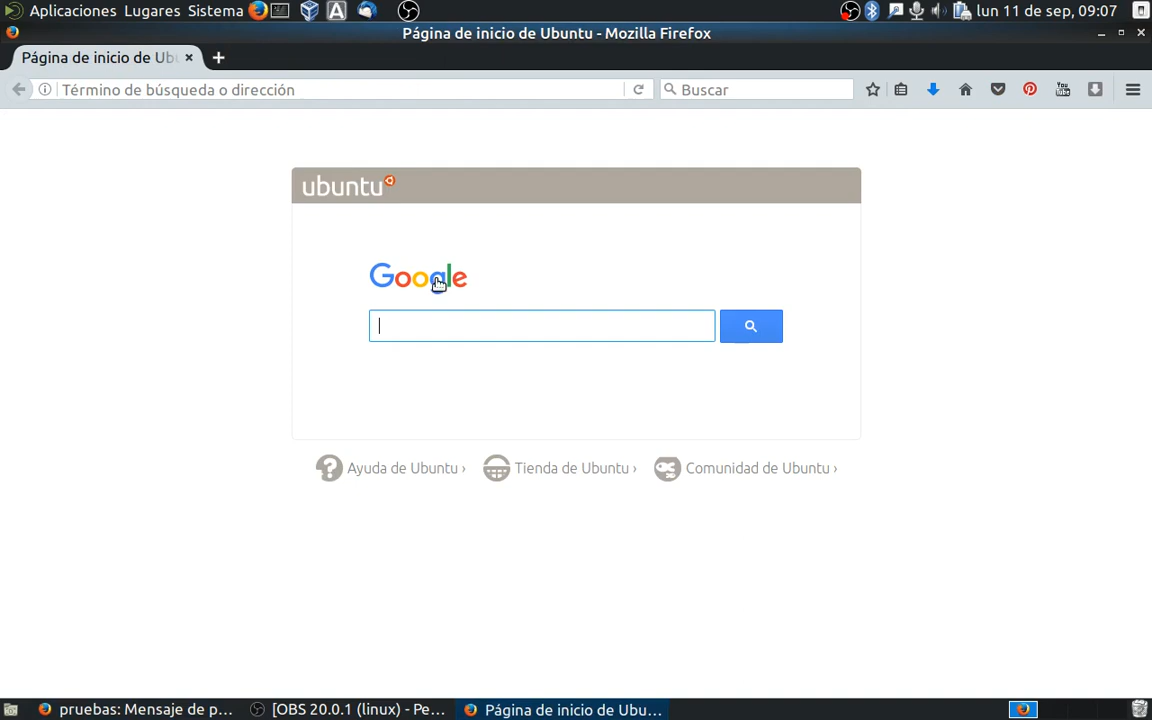 Aplicaciones Lugares Sistema lun 11 de sep, 09:07
Página de inicio de Ubuntu - Mozilla Firefox
Página de inicio de Ub
Término de búsqueda o dirección Buscar You Tube
ubuntu
Google
Ayuda de Ubuntu › Tienda de Ubuntu › Comunidad de Ubuntu ›
pruebas: Mensaje de p... [OBS 20.0.1 (linux) - Pe... Página de inicio de Ubu...